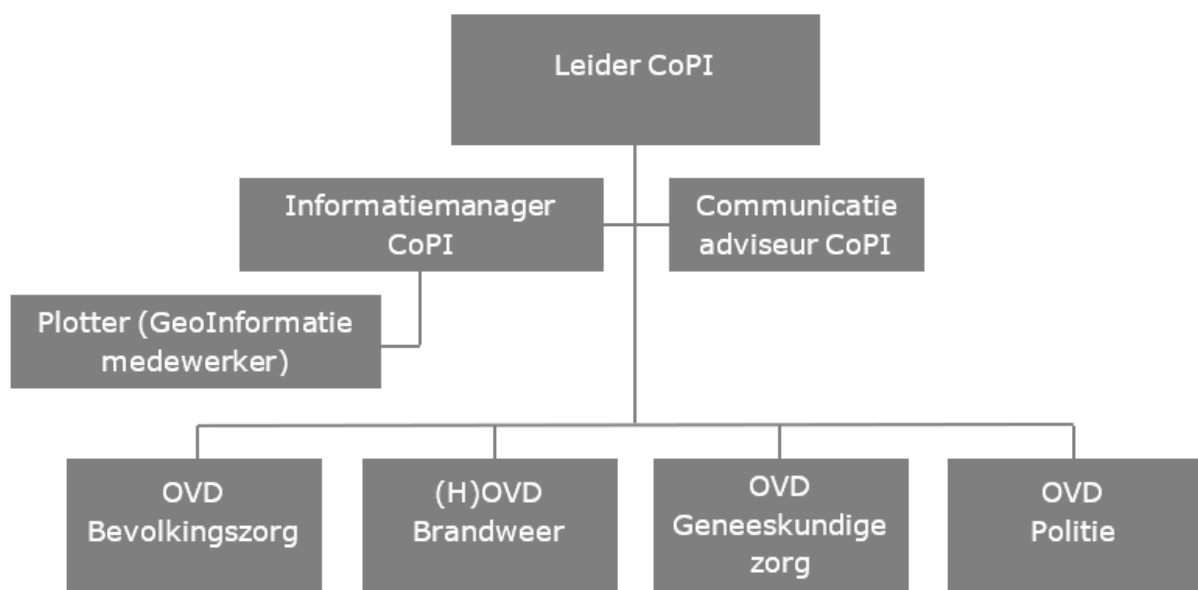 Leider CoPI
Informatiemanager
CoPI
Communicatie
adviseur CoPI
Plotter (GeoInformatie
medewerker)
OVD
Bevolkingszorg
(H)OVD
Brandweer
OVD
Geneeskundige
zorg
OVD
Politie